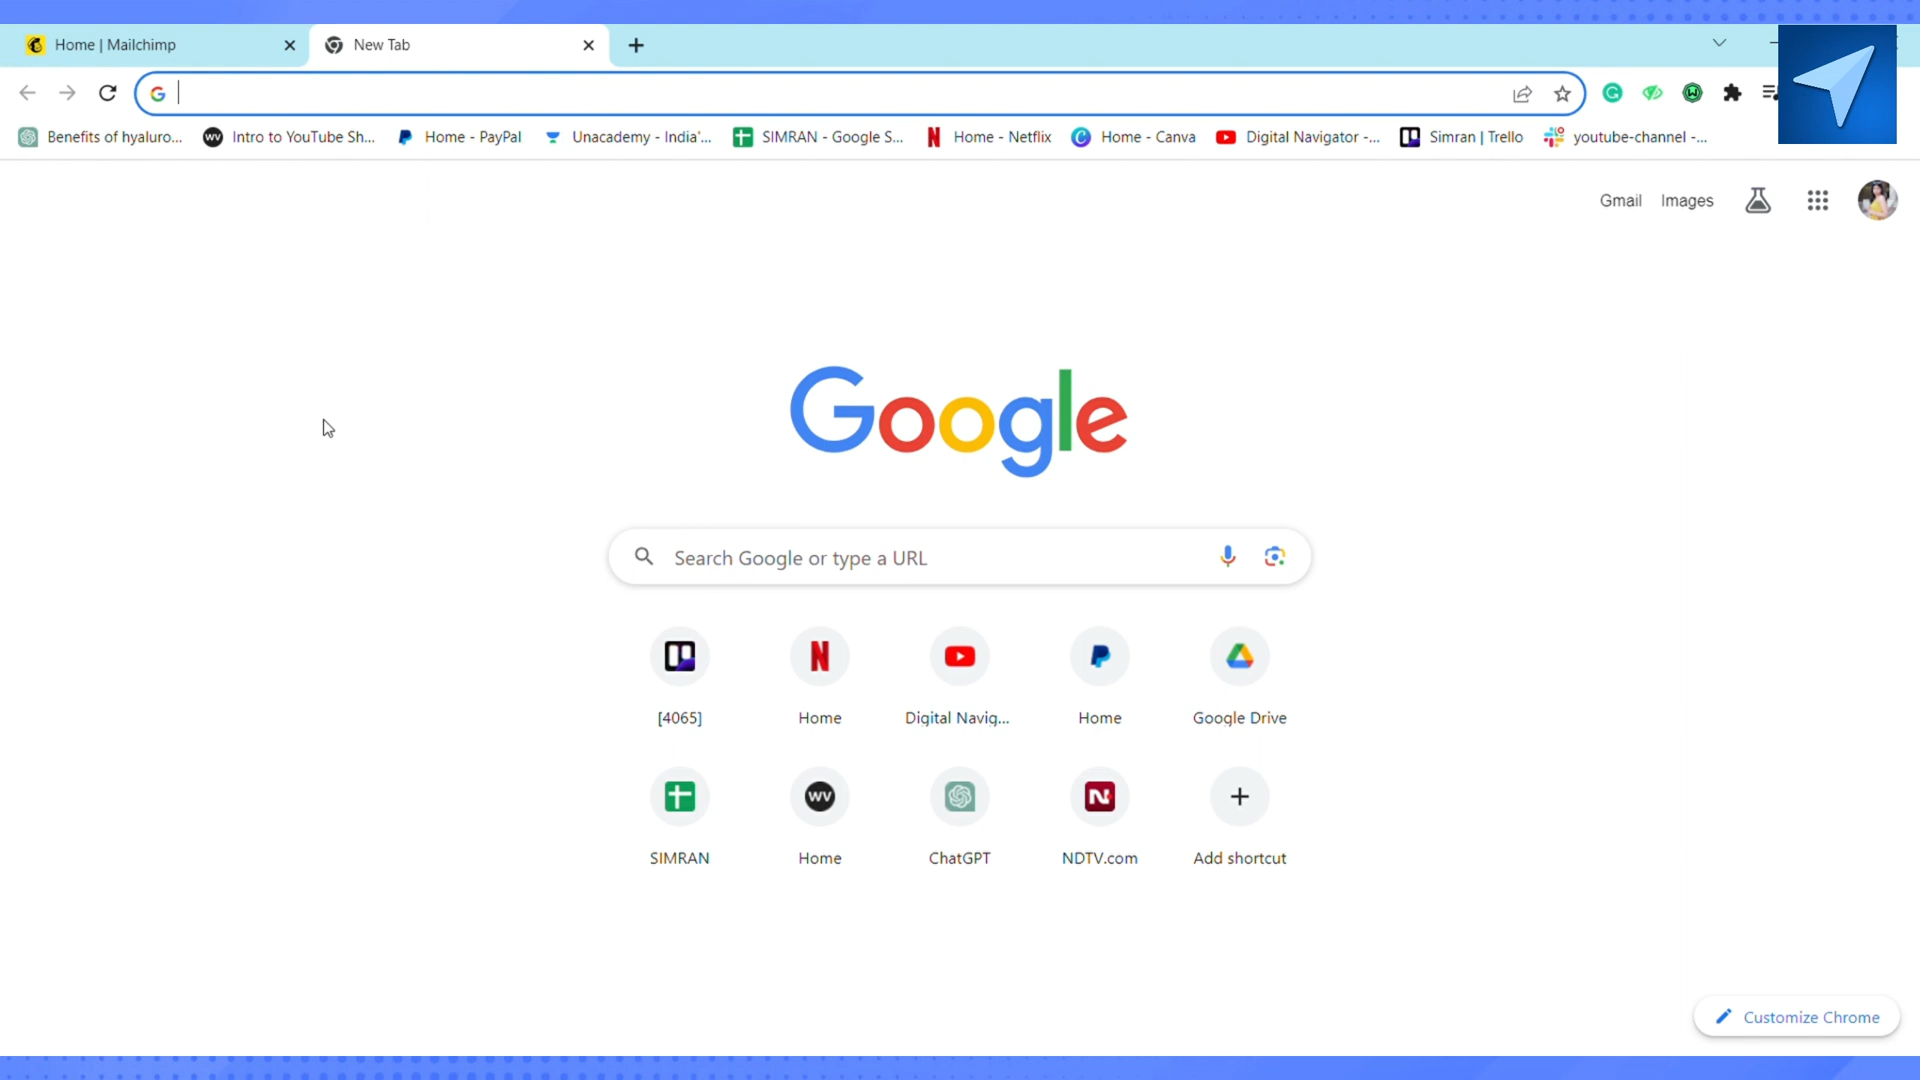 Home | Mailchimp
New Tab
Benefits of hyaluro...
Intro to YouTube Sh...
Home - PayPal
Unacademy - India'...
SIMRAN - Google S...
Home - Netflix
Home - Canva
Digital Navigator -...
Simran | Trello
youtube-channel -...
Gmail
Images
Google
Search Google or type a URL
[4065]
Home
Digital Navig...
Home
Google Drive
WV
SIMRAN
Home
ChatGPT
NDTV.com
Add shortcut
Customize Chrome